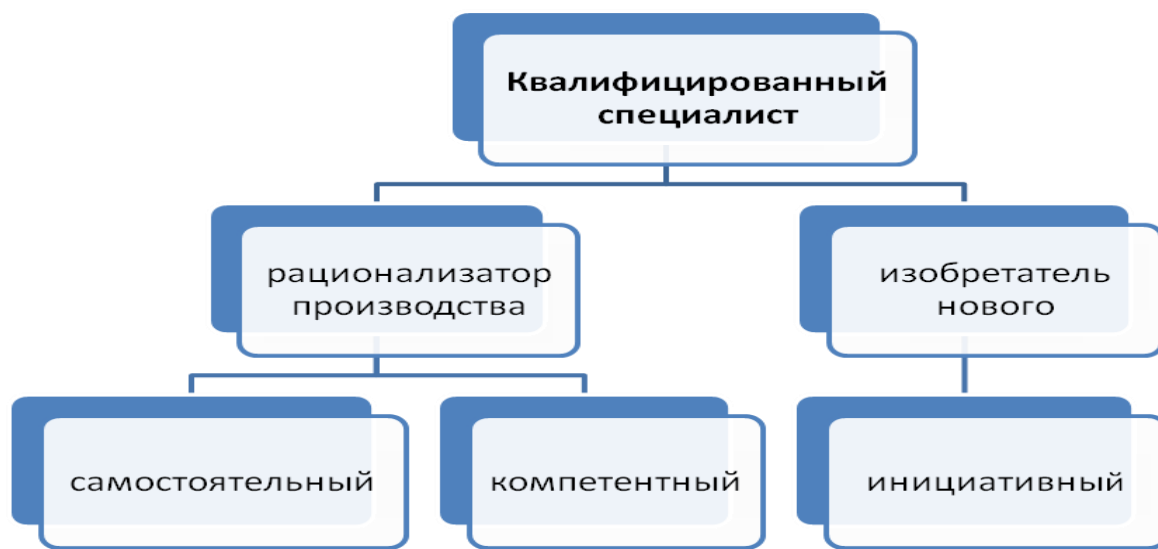 Квалифицированный
специалист
рационализатор
производства
изобретатель
нового
самостоятельный
компетентный
инициативный